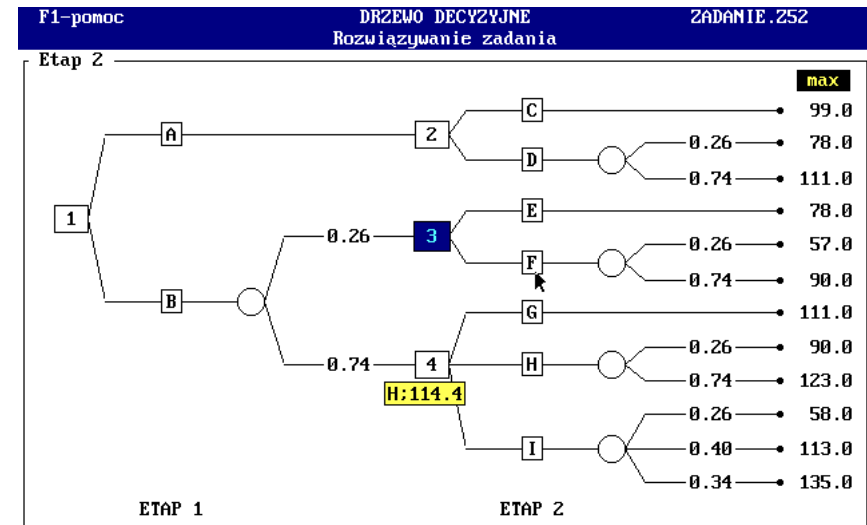 F1-pomoc DRZEWO DECYZYJNE ZADANIE.Z52
Rozwiązywanie zadania
Etap 2
max
C 99.0
A 2 0.26 78.0
D
0.74 111.0
1 E 78.0
0.26 3 0.26 57.0
F
0.74 90.0
B G 111.0
0.26 90.0
0.74 4 H
0.74 123.0
H;114.4
0.26 58.0
I 0.40 113.0
0.34 135.0
ETAP 1 ETAP 2